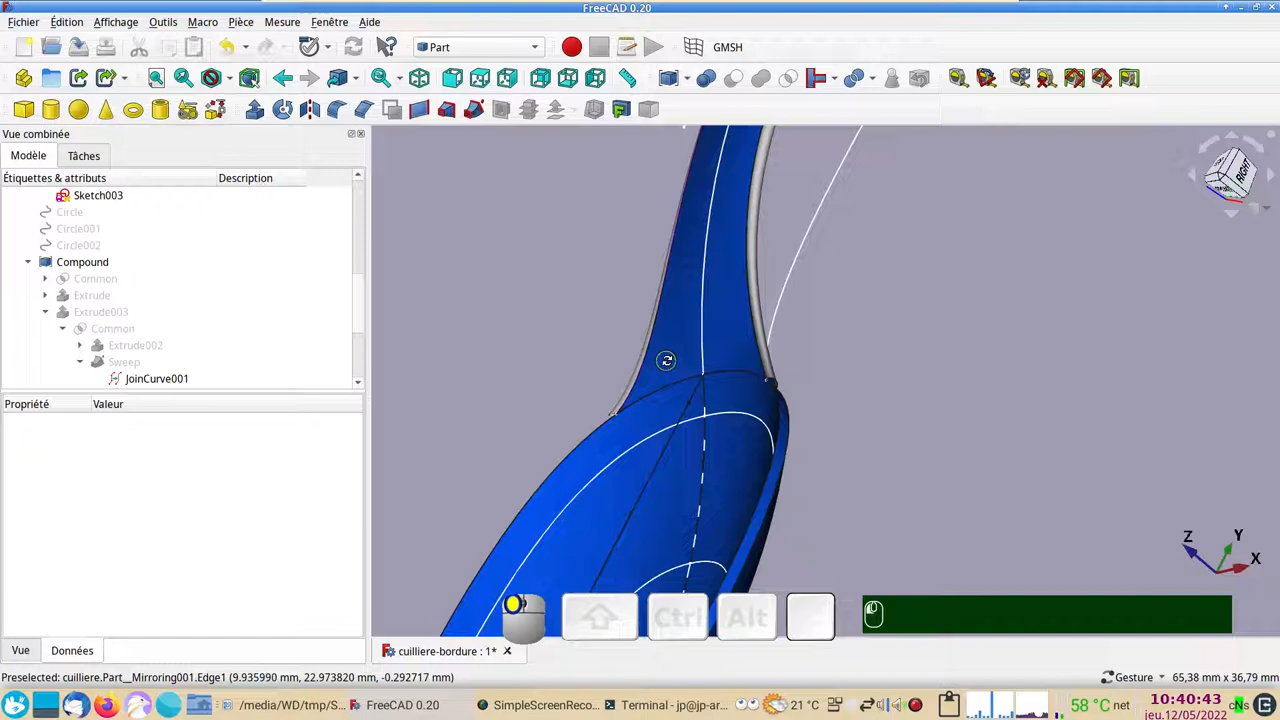 FreeCAD 0.20
Fichier Édition Affichage Outils Macro Pièce Mesure Fenêtre Aide
Part
GMSH
Vue combinée
Modèle Tâches
Étiquettes & attributs Description
Sketch003
Circle
Circle001
Circle002
Compound
Common
Extrude
Extrude003
Common
Extrude002
Sweep
JoinCurve001
Propriété Valeur
RIGHT
Z Y X
Ctrl Alt
Vue Données
cuilliere-bordure : 1*
Preselected: cuilliere.Part__Mirroring001.Edge1 (9.935990 mm, 22.973820 mm, -0.292717 mm)
Gesture 65,38 mm x 36,79 mm
/media/WD/tmp/S... FreeCAD 0.20 SimpleScreenReco... Terminal - jp@jp-ar... 21 °C 58 °C net 10:40:43
jeu.12/05/2022